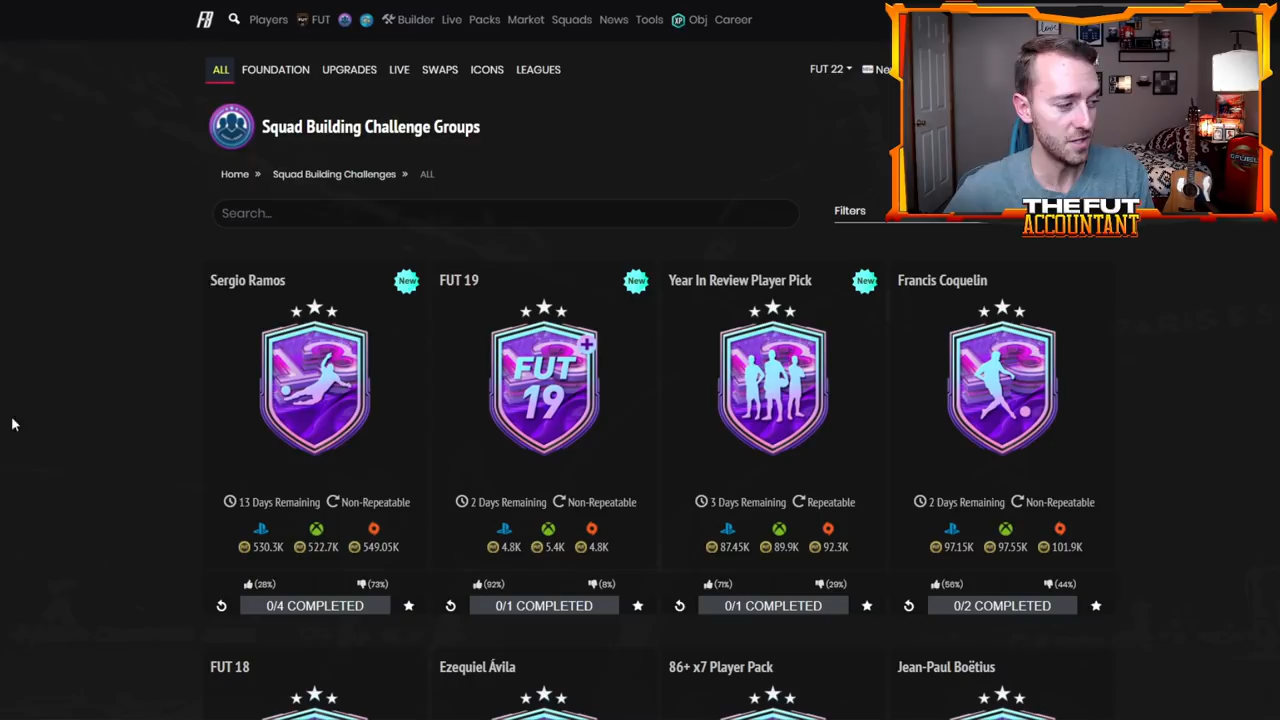 FB Players FUT Builder Live Packs Market Squads News Tools XP Obj Career
ALL FOUNDATION UPGRADES LIVE SWAPS ICONS LEAGUES FUT 22 Ne
Squad Building Challenge Groups
Home » Squad Building Challenges » ALL
Search... Filters
THE FUT
ACCOUNTANT
Sergio Ramos New FUT 19 New Year In Review Player Pick New Francis Coquelin
FUT
19
13 Days Remaining Non-Repeatable 2 Days Remaining Non-Repeatable 3 Days Remaining Repeatable 2 Days Remaining Non-Repeatable
530.3K 522.7K 549.05K 4.8K 5.4K 4.8K 87.45K 89.9K 92.3K 97.15K 97.55K 101.9K
(28%) (73%) (92%) (8%) (71%) (29%) (56%) (44%)
0/4 COMPLETED 0/1 COMPLETED 0/1 COMPLETED 0/2 COMPLETED
FUT 18 Ezequiel Ávila 86+ x7 Player Pack Jean-Paul Boëtius